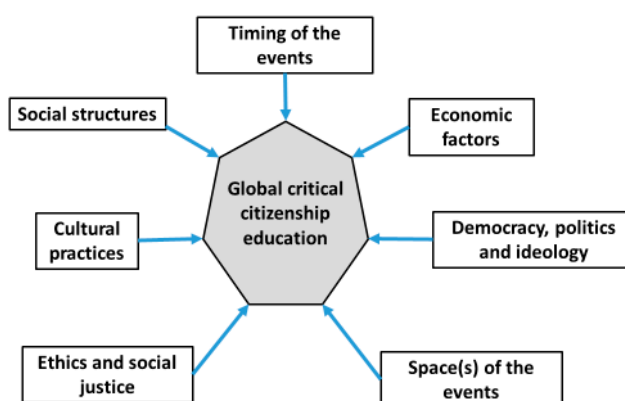 Timing of the
events
Social structures
Economic
factors
Global critical
citizenship
education
Cultural
practices
Democracy, politics
and ideology
Ethics and social
justice
Space(s) of the
events